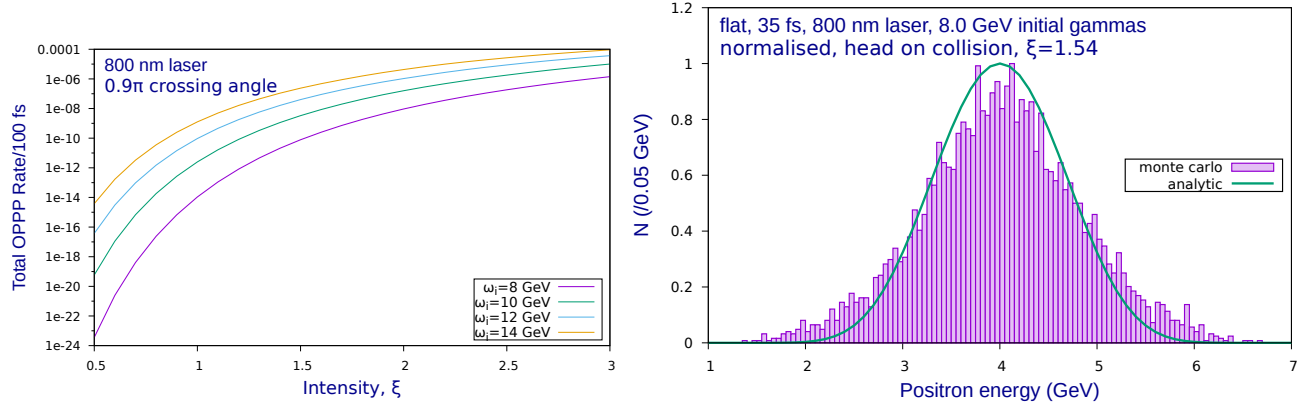 800 nm laser
0.9π crossing angle
Total OPPP Rate/100 fs
0.0001
1e-06
1e-08
1e-10
1e-12
1e-14
1e-16
1e-18
1e-20
1e-22
1e-24
ωi=8 GeV
ωi=10 GeV
ωi=12 GeV
ωi=14 GeV
0.5 1 1.5 2 2.5 3
Intensity, ξ
flat, 35 fs, 800 nm laser, 8.0 GeV initial gammas
normalised, head on collision, ξ=1.54
N (/0.05 GeV)
1.2
1
0.8
0.6
0.4
0.2
0
monte carlo
analytic
1 2 3 4 5 6 7
Positron energy (GeV)